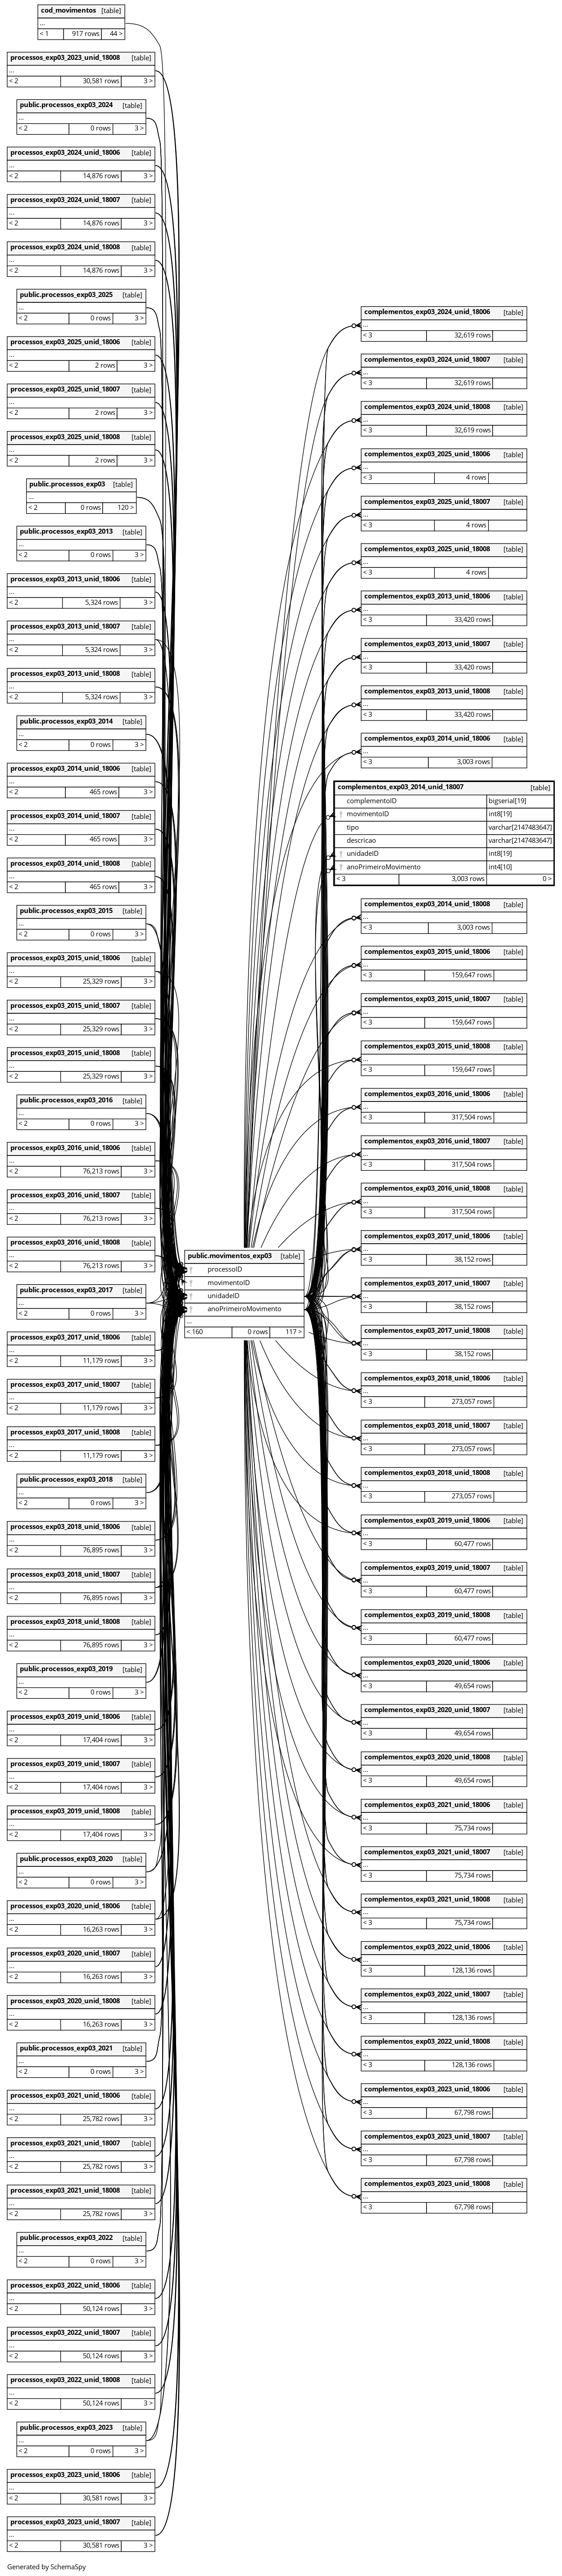 cod_movimentos [table]
...
< 1 917 rows 44 >
processos_exp03_2023_unid_18008 [table]
...
< 2 30,581 rows 3 >
public.processos_exp03_2024 [table]
...
< 2 0 rows 3 >
processos_exp03_2024_unid_18006 [table]
...
< 2 14,876 rows 3 >
processos_exp03_2024_unid_18007 [table]
...
< 2 14,876 rows 3 >
processos_exp03_2024_unid_18008 [table]
...
< 2 14,876 rows 3 >
public.processos_exp03_2025 [table]
...
< 2 0 rows 3 >
processos_exp03_2025_unid_18006 [table]
...
< 2 2 rows 3 >
processos_exp03_2025_unid_18007 [table]
...
< 2 2 rows 3 >
processos_exp03_2025_unid_18008 [table]
...
< 2 2 rows 3 >
public.processos_exp03 [table]
...
< 2 0 rows 120 >
public.processos_exp03_2013 [table]
...
< 2 0 rows 3 >
processos_exp03_2013_unid_18006 [table]
...
< 2 5,324 rows 3 >
processos_exp03_2013_unid_18007 [table]
...
< 2 5,324 rows 3 >
processos_exp03_2013_unid_18008 [table]
...
< 2 5,324 rows 3 >
public.processos_exp03_2014 [table]
...
< 2 0 rows 3 >
processos_exp03_2014_unid_18006 [table]
...
< 2 465 rows 3 >
processos_exp03_2014_unid_18007 [table]
...
< 2 465 rows 3 >
processos_exp03_2014_unid_18008 [table]
...
< 2 465 rows 3 >
public.processos_exp03_2015 [table]
...
< 2 0 rows 3 >
processos_exp03_2015_unid_18006 [table]
...
< 2 25,329 rows 3 >
processos_exp03_2015_unid_18007 [table]
...
< 2 25,329 rows 3 >
processos_exp03_2015_unid_18008 [table]
...
< 2 25,329 rows 3 >
public.processos_exp03_2016 [table]
...
< 2 0 rows 3 >
processos_exp03_2016_unid_18006 [table]
...
< 2 76,213 rows 3 >
processos_exp03_2016_unid_18007 [table]
...
< 2 76,213 rows 3 >
processos_exp03_2016_unid_18008 [table]
...
< 2 76,213 rows 3 >
public.processos_exp03_2017 [table]
...
< 2 0 rows 3 >
processos_exp03_2017_unid_18006 [table]
...
< 2 11,179 rows 3 >
processos_exp03_2017_unid_18007 [table]
...
< 2 11,179 rows 3 >
processos_exp03_2017_unid_18008 [table]
...
< 2 11,179 rows 3 >
public.processos_exp03_2018 [table]
...
< 2 0 rows 3 >
processos_exp03_2018_unid_18006 [table]
...
< 2 76,895 rows 3 >
processos_exp03_2018_unid_18007 [table]
...
< 2 76,895 rows 3 >
processos_exp03_2018_unid_18008 [table]
...
< 2 76,895 rows 3 >
public.processos_exp03_2019 [table]
...
< 2 0 rows 3 >
processos_exp03_2019_unid_18006 [table]
...
< 2 17,404 rows 3 >
processos_exp03_2019_unid_18007 [table]
...
< 2 17,404 rows 3 >
processos_exp03_2019_unid_18008 [table]
...
< 2 17,404 rows 3 >
public.processos_exp03_2020 [table]
...
< 2 0 rows 3 >
processos_exp03_2020_unid_18006 [table]
...
< 2 16,263 rows 3 >
processos_exp03_2020_unid_18007 [table]
...
< 2 16,263 rows 3 >
processos_exp03_2020_unid_18008 [table]
...
< 2 16,263 rows 3 >
public.processos_exp03_2021 [table]
...
< 2 0 rows 3 >
processos_exp03_2021_unid_18006 [table]
...
< 2 25,782 rows 3 >
processos_exp03_2021_unid_18007 [table]
...
< 2 25,782 rows 3 >
processos_exp03_2021_unid_18008 [table]
...
< 2 25,782 rows 3 >
public.processos_exp03_2022 [table]
...
< 2 0 rows 3 >
processos_exp03_2022_unid_18006 [table]
...
< 2 50,124 rows 3 >
processos_exp03_2022_unid_18007 [table]
...
< 2 50,124 rows 3 >
processos_exp03_2022_unid_18008 [table]
...
< 2 50,124 rows 3 >
public.processos_exp03_2023 [table]
...
< 2 0 rows 3 >
processos_exp03_2023_unid_18006 [table]
...
< 2 30,581 rows 3 >
processos_exp03_2023_unid_18007 [table]
...
< 2 30,581 rows 3 >
public.movimentos_exp03 [table]
processoID
movimentoID
unidadeID
anoPrimeiroMovimento
...
< 160 0 rows 117 >
complementos_exp03_2024_unid_18006 [table]
...
< 3 32,619 rows
complementos_exp03_2024_unid_18007 [table]
...
< 3 32,619 rows
complementos_exp03_2024_unid_18008 [table]
...
< 3 32,619 rows
complementos_exp03_2025_unid_18006 [table]
...
< 3 4 rows
complementos_exp03_2025_unid_18007 [table]
...
< 3 4 rows
complementos_exp03_2025_unid_18008 [table]
...
< 3 4 rows
complementos_exp03_2013_unid_18006 [table]
...
< 3 33,420 rows
complementos_exp03_2013_unid_18007 [table]
...
< 3 33,420 rows
complementos_exp03_2013_unid_18008 [table]
...
< 3 33,420 rows
complementos_exp03_2014_unid_18006 [table]
...
< 3 3,003 rows
complementos_exp03_2014_unid_18007 [table]
complementoID bigserial[19]
movimentoID int8[19]
tipo varchar[2147483647]
descricao varchar[2147483647]
unidadeID int8[19]
anoPrimeiroMovimento int4[10]
< 3 3,003 rows 0 >
complementos_exp03_2014_unid_18008 [table]
...
< 3 3,003 rows
complementos_exp03_2015_unid_18006 [table]
...
< 3 159,647 rows
complementos_exp03_2015_unid_18007 [table]
...
< 3 159,647 rows
complementos_exp03_2015_unid_18008 [table]
...
< 3 159,647 rows
complementos_exp03_2016_unid_18006 [table]
...
< 3 317,504 rows
complementos_exp03_2016_unid_18007 [table]
...
< 3 317,504 rows
complementos_exp03_2016_unid_18008 [table]
...
< 3 317,504 rows
complementos_exp03_2017_unid_18006 [table]
...
< 3 38,152 rows
complementos_exp03_2017_unid_18007 [table]
...
< 3 38,152 rows
complementos_exp03_2017_unid_18008 [table]
...
< 3 38,152 rows
complementos_exp03_2018_unid_18006 [table]
...
< 3 273,057 rows
complementos_exp03_2018_unid_18007 [table]
...
< 3 273,057 rows
complementos_exp03_2018_unid_18008 [table]
...
< 3 273,057 rows
complementos_exp03_2019_unid_18006 [table]
...
< 3 60,477 rows
complementos_exp03_2019_unid_18007 [table]
...
< 3 60,477 rows
complementos_exp03_2019_unid_18008 [table]
...
< 3 60,477 rows
complementos_exp03_2020_unid_18006 [table]
...
< 3 49,654 rows
complementos_exp03_2020_unid_18007 [table]
...
< 3 49,654 rows
complementos_exp03_2020_unid_18008 [table]
...
< 3 49,654 rows
complementos_exp03_2021_unid_18006 [table]
...
< 3 75,734 rows
complementos_exp03_2021_unid_18007 [table]
...
< 3 75,734 rows
complementos_exp03_2021_unid_18008 [table]
...
< 3 75,734 rows
complementos_exp03_2022_unid_18006 [table]
...
< 3 128,136 rows
complementos_exp03_2022_unid_18007 [table]
...
< 3 128,136 rows
complementos_exp03_2022_unid_18008 [table]
...
< 3 128,136 rows
complementos_exp03_2023_unid_18006 [table]
...
< 3 67,798 rows
complementos_exp03_2023_unid_18007 [table]
...
< 3 67,798 rows
complementos_exp03_2023_unid_18008 [table]
...
< 3 67,798 rows
Generated by SchemaSpy